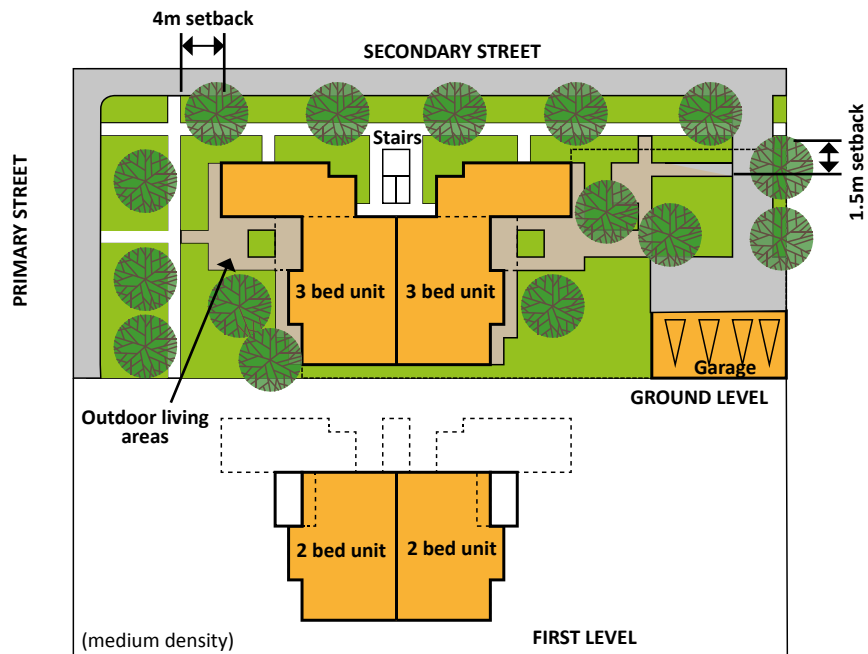 4m setback
SECONDARY STREET
Stairs
1.5m setback
PRIMARY STREET
3 bed unit
3 bed unit
Garage
GROUND LEVEL
Outdoor living
areas
2 bed unit
2 bed unit
(medium density)
FIRST LEVEL